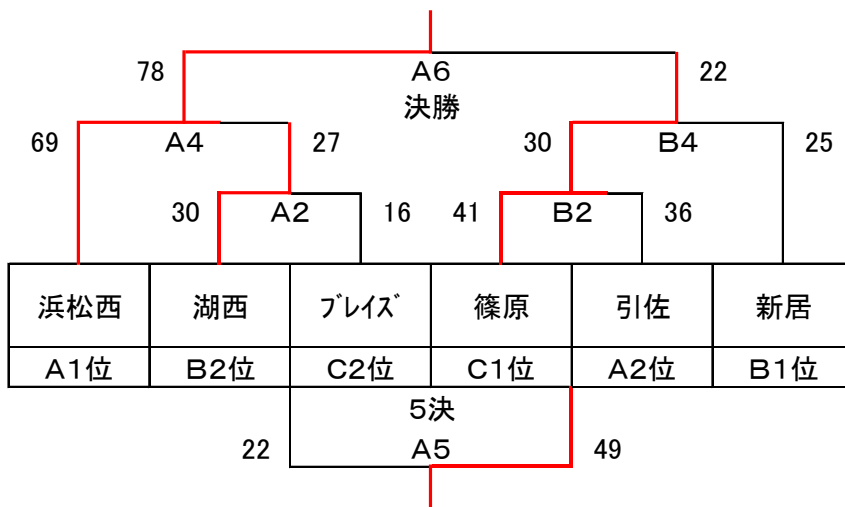 78 A6 22
決勝
69 A4 27 30 B4 25
30 A2 16 41 B2 36
浜松西 湖西 ブレイズ 篠原 引佐 新居
A1位 B2位 C2位 C1位 A2位 B1位
5決
22 A5 49